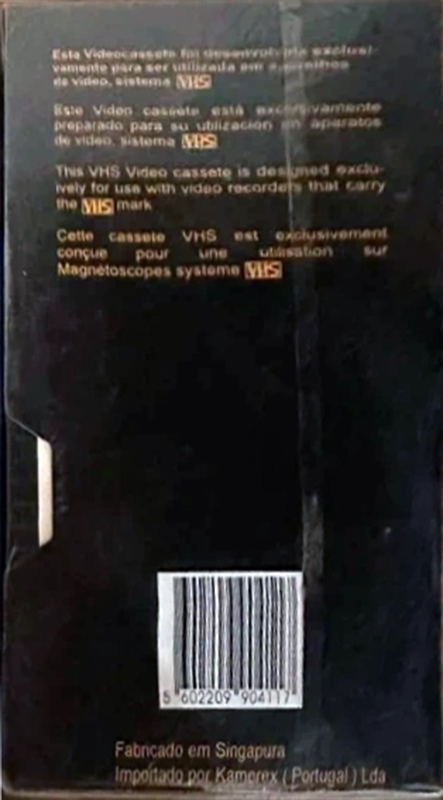 Esta Videocassete foi desenvolvida exclusi-
vamente para ser utilizada em aparelhos
de video, sistema VHS
Este Video cassete está exclusivamente
preparado para su utilizacion en aparatos
de video, sistema VHS
This VHS Video cassete is designed exclu-
ively for use with video recorders that carry
the VHS mark
Cette cassete VHS est exclusivement
conçue pour une utilisation sur
Magnétoscopes systeme VHS
5 602209 904117
Fabricado em Singapura
Importado por Kamerex ( Portugal ) Lda